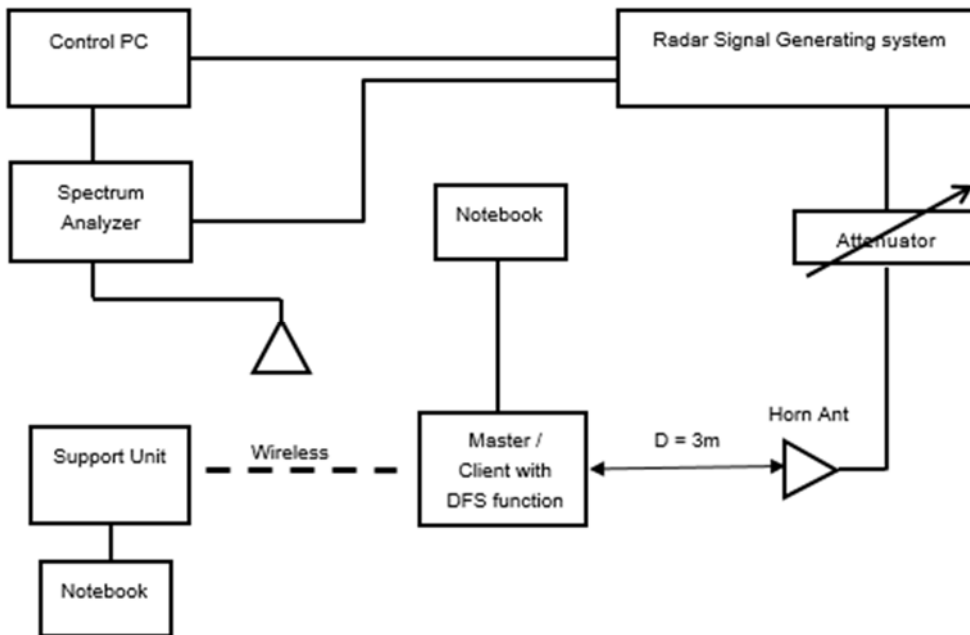 Control PC
Radar Signal Generating system
Spectrum
Analyzer
Notebook
Attenuator
Horn Ant
Support Unit
Wireless
Master /
Client with
DFS function
D = 3m
Notebook